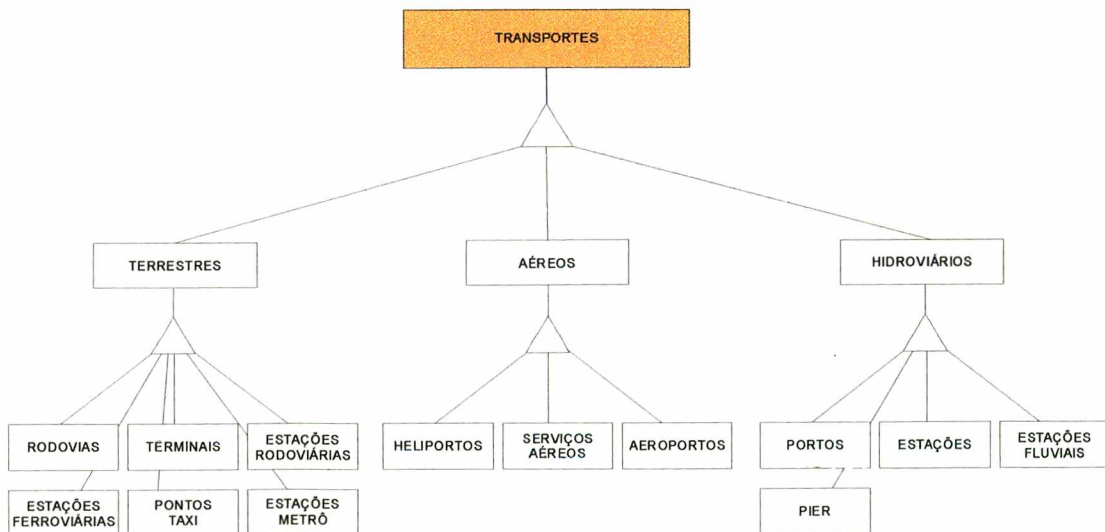 TRANSPORTES
TERRESTRES
AÉREOS
HIDROVIÁRIOS
RODOVIAS
TERMINAIS
ESTAÇÕES
RODOVIÁRIAS
HELIPORTOS
SERVIÇOS
AÉREOS
AEROPORTOS
PORTOS
ESTAÇÕES
ESTAÇÕES
FLUVIAIS
ESTAÇÕES
FERROVIÁRIAS
PONTOS
TAXI
ESTAÇÕES
METRÔ
PIER